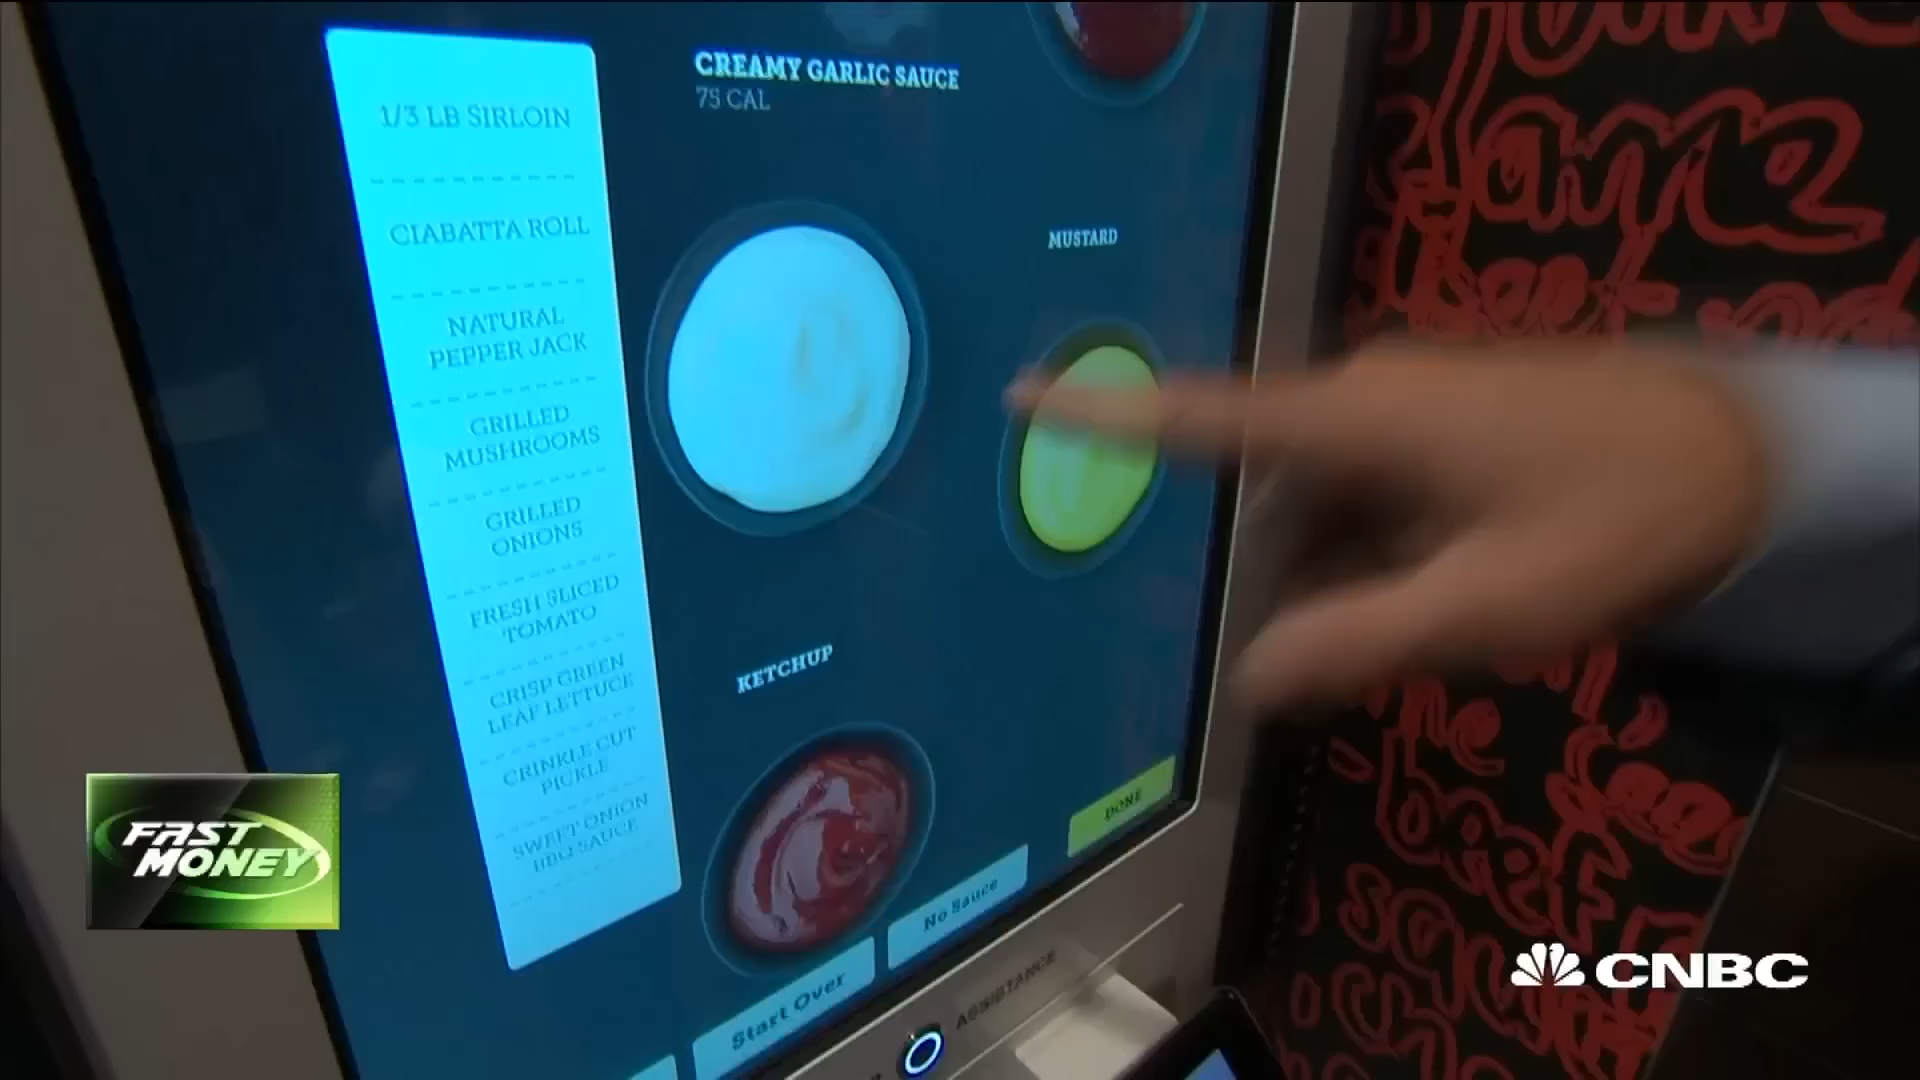 1/3 LB SIRLOIN
CIABATTA ROLL
NATURAL
PEPPER JACK
GRILLED
MUSHROOMS
GRILLED
ONIONS
FRESH SLICED
TOMATO
CRISP GREEN
LEAF LETTUCE
CRINKLE CUT
PICKLE
SWEET ONION
BBQ SAUCE
CREAMY GARLIC SAUCE
75 CAL
MUSTARD
KETCHUP
DONE
No Sauce
Start Over
ASSISTANCE
FAST
MONEY
CNBC